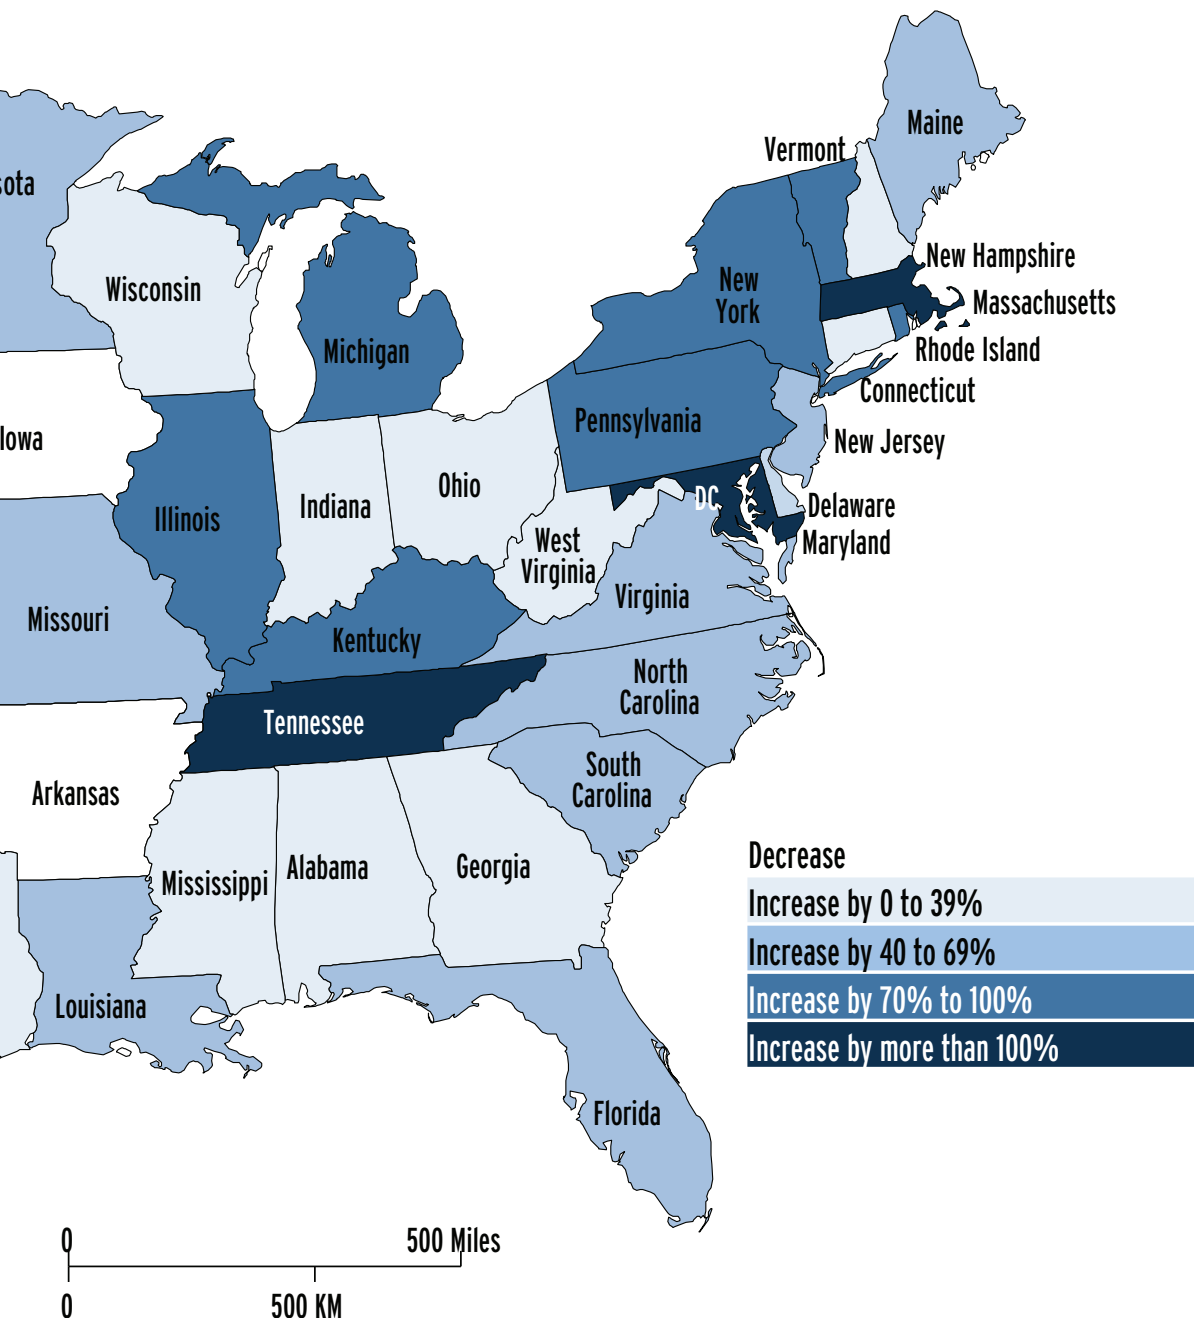 Maine
Vermont
sota
New Hampshire
Wisconsin
New
York
Massachusetts
Michigan
Rhode Island
Connecticut
Pennsylvania
Iowa
New Jersey
Ohio
Indiana
DC
Delaware
Illinois
West
Virginia
Maryland
Virginia
Missouri
Kentucky
North
Carolina
Tennessee
South
Carolina
Arkansas
Mississippi
Alabama
Georgia
Louisiana
Florida
Decrease
Increase by 0 to 39%
Increase by 40 to 69%
Increase by 70% to 100%
Increase by more than 100%
0 500 Miles
0 500 KM